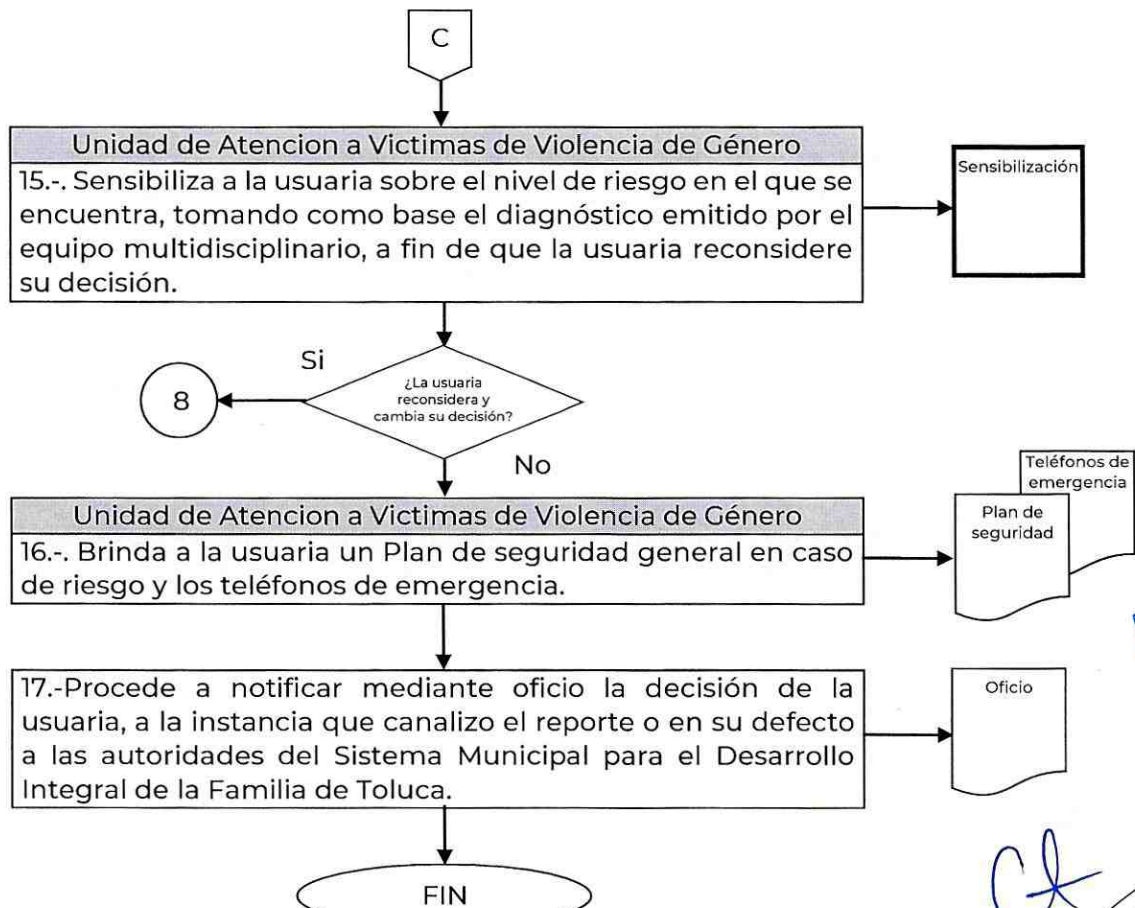 C
Unidad de Atencion a Victimas de Violencia de Género
15.-. Sensibiliza a la usuaria sobre el nivel de riesgo en el que se
encuentra, tomando como base el diagnóstico emitido por el
equipo multidisciplinario, a fin de que la usuaria reconsidere
su decisión.
Sensibilización
Si
8
¿La usuaria
reconsidera y
cambia su decisión?
No
Unidad de Atencion a Victimas de Violencia de Género
16.-. Brinda a la usuaria un Plan de seguridad general en caso
de riesgo y los teléfonos de emergencia.
Teléfonos de
emergencia
Plan de
seguridad
17.-Procede a notificar mediante oficio la decisión de la
usuaria, a la instancia que canalizo el reporte o en su defecto
a las autoridades del Sistema Municipal para el Desarrollo
Integral de la Familia de Toluca.
Oficio
FIN